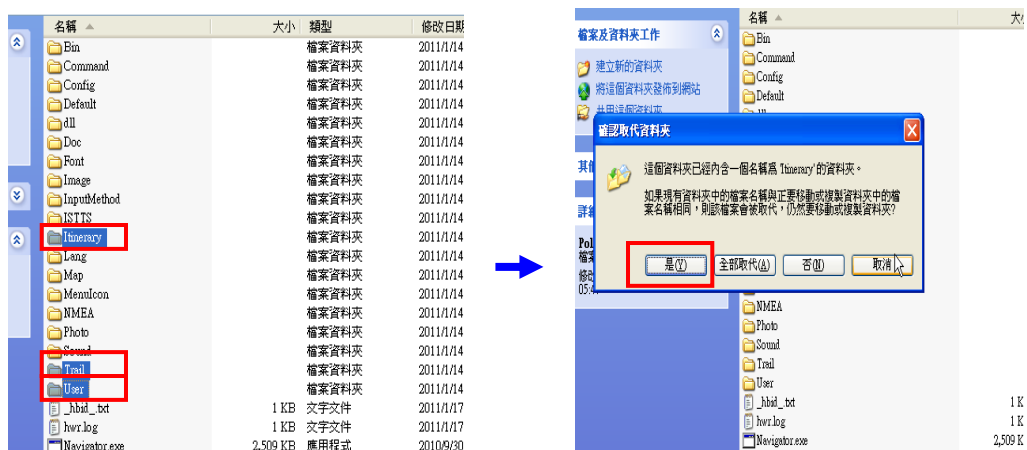 名稱 大小 類型 修改日期
Bin 檔案資料夾 2011/1/14
Command 檔案資料夾 2011/1/14
Config 檔案資料夾 2011/1/14
Default 檔案資料夾 2011/1/14
dll 檔案資料夾 2011/1/14
Doc 檔案資料夾 2011/1/14
Font 檔案資料夾 2011/1/14
Image 檔案資料夾 2011/1/14
InputMethod 檔案資料夾 2011/1/14
ISTTS 檔案資料夾 2011/1/14
Itinerary 檔案資料夾 2011/1/14
Lang 檔案資料夾 2011/1/14
Map 檔案資料夾 2011/1/14
MenuIcon 檔案資料夾 2011/1/14
NMEA 檔案資料夾 2011/1/14
Photo 檔案資料夾 2011/1/14
Sound 檔案資料夾 2011/1/14
Trail 檔案資料夾 2011/1/14
User 檔案資料夾 2011/1/14
_hbid_.txt 1 KB 文字文件 2011/1/17
hwr.log 1 KB 文字文件 2011/1/17
Navigator.exe 2,509 KB 應用程式 2010/9/30
檔案及資料夾工作
建立新的資料夾
將這個資料夾發佈到網站
共用這個資料夾
名稱
Bin
Command
Config
Default
確認取代資料夾
這個資料夾已經內含一個名稱為 'Itinerary' 的資料夾。
如果現有資料夾中的檔案名稱與正要移動或複製資料夾中的檔
案名稱相同，則該檔案會被取代，仍然要移動或複製資料夾?
是(Y) 全部取代(A) 否(N) 取消
NMEA
Photo
Sound
Trail
User
_hbid_.txt 1 K
hwr.log 1 K
Navigator.exe 2,509 K